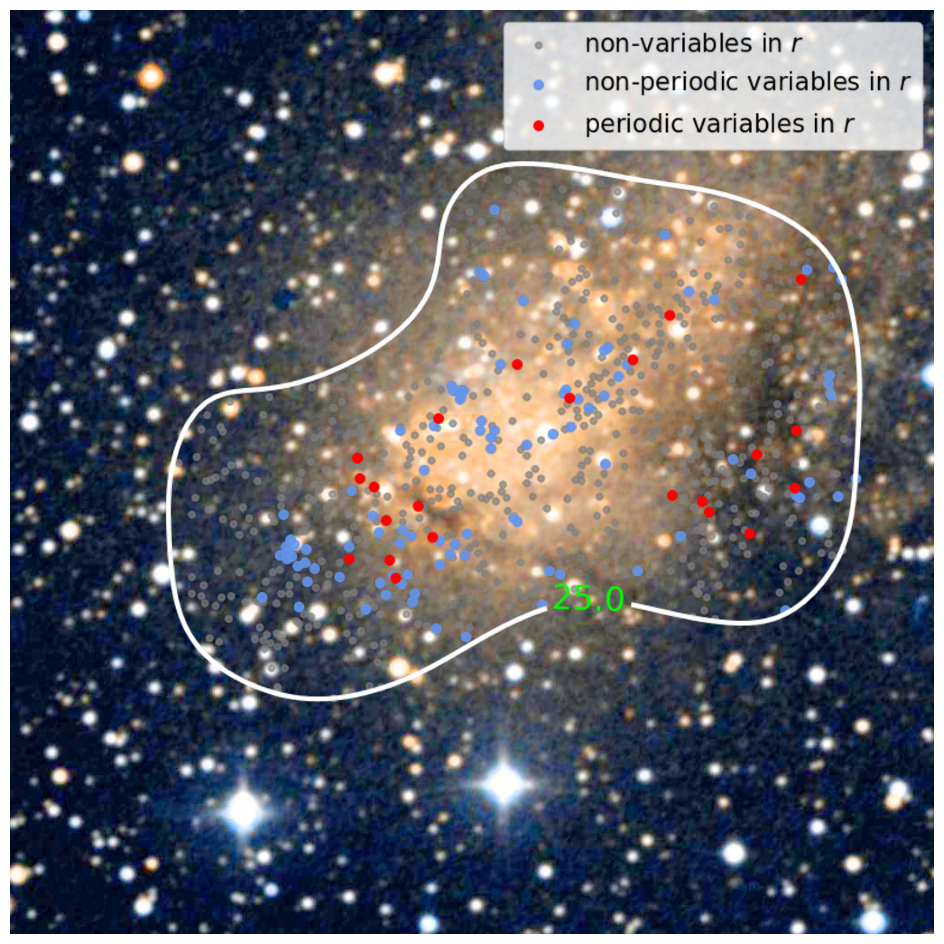 non-variables in r
non-periodic variables in r
periodic variables in r
25.0